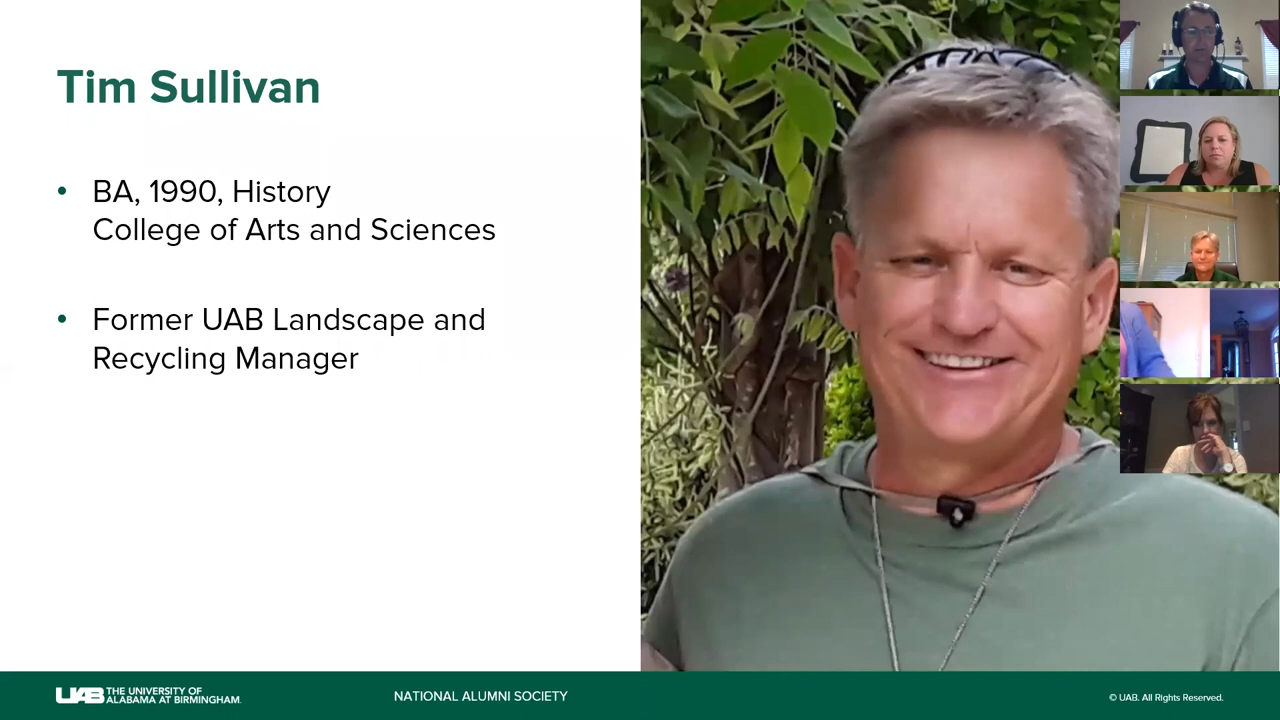 Tim Sullivan
• BA, 1990, History
College of Arts and Sciences
• Former UAB Landscape and
Recycling Manager
UAB THE UNIVERSITY OF
ALABAMA AT BIRMINGHAM.
NATIONAL ALUMNI SOCIETY
© UAB. All Rights Reserved.